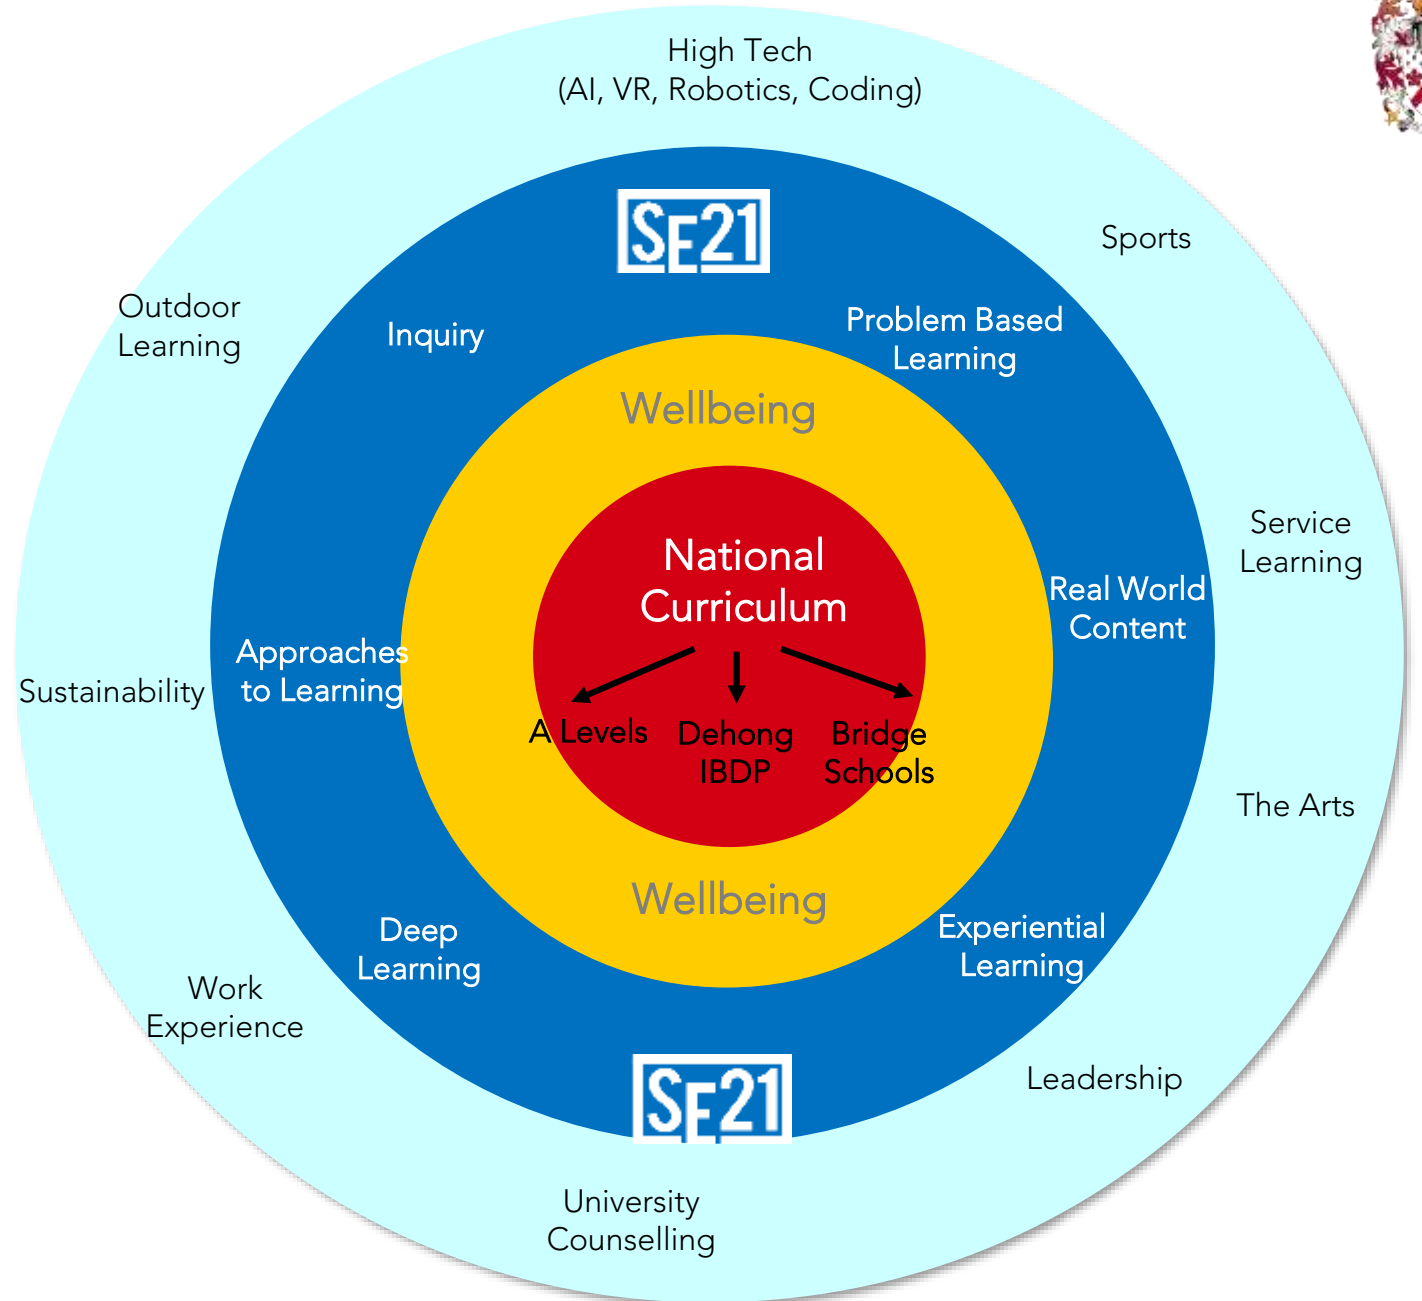 High Tech
(AI, VR, Robotics, Coding)
SE21
Sports
Outdoor
Learning
Inquiry
Problem Based
Learning
Wellbeing
Service
Learning
National
Curriculum
Real World
Content
Approaches
to Learning
Sustainability
A Levels
Dehong
IBDP
Bridge
Schools
The Arts
Wellbeing
Deep
Learning
Experiential
Learning
Work
Experience
Leadership
SE21
University
Counselling